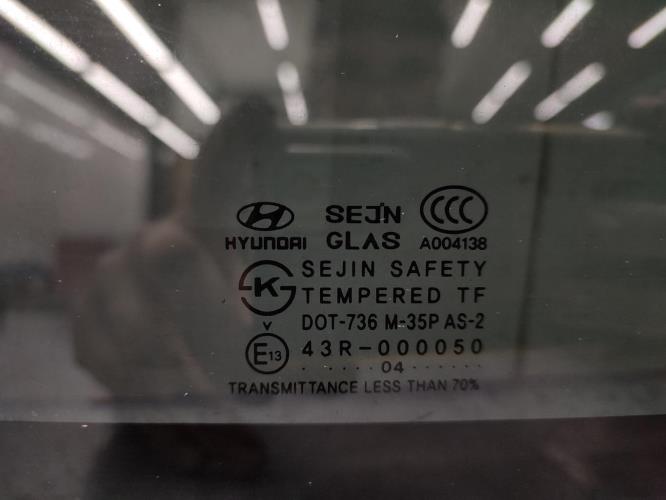 SEJIN CCC
HYUNDAI GLAS A004138
K S SEJIN SAFETY
TEMPERED TF
V DOT-736 M-35P AS-2
E13 43R-000050
. .....04......
TRANSMITTANCE LESS THAN 70%